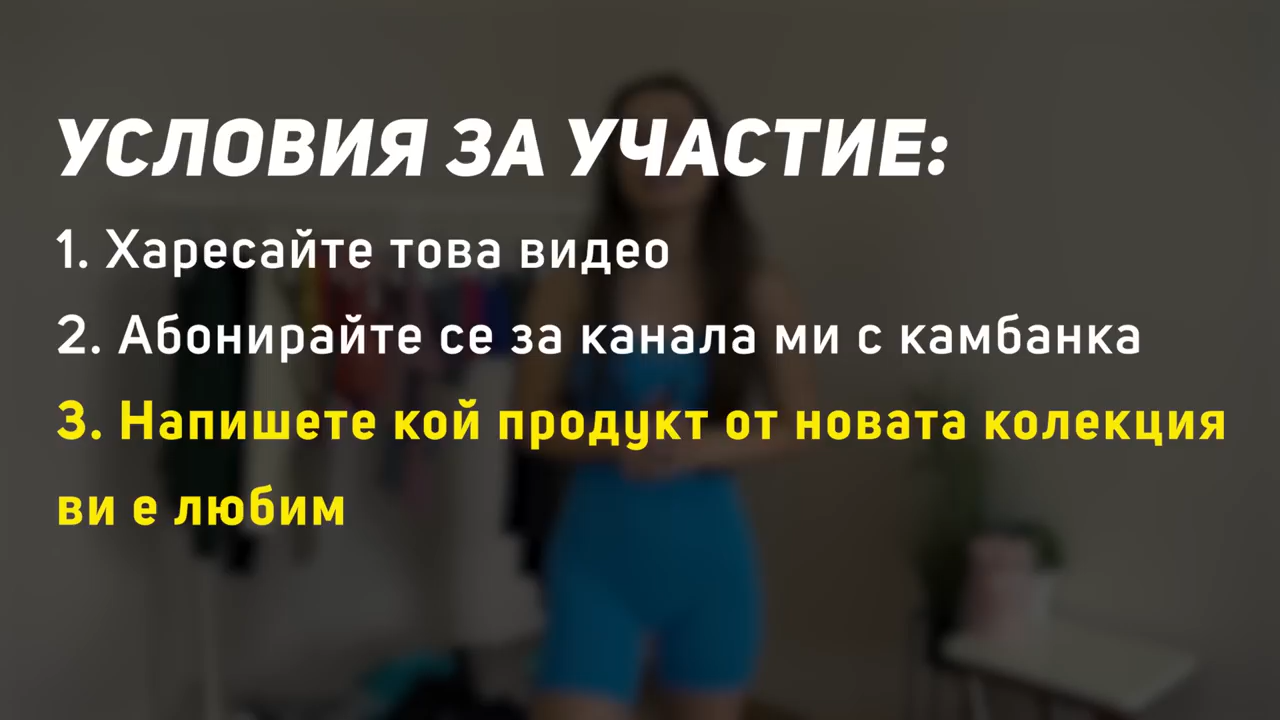 УСЛОВИЯ ЗА УЧАСТИЕ:
1. Харесайте това видео
2. Абонирайте се за канала ми с камбанка
3. Напишете кой продукт от новата колекция
ви е любим